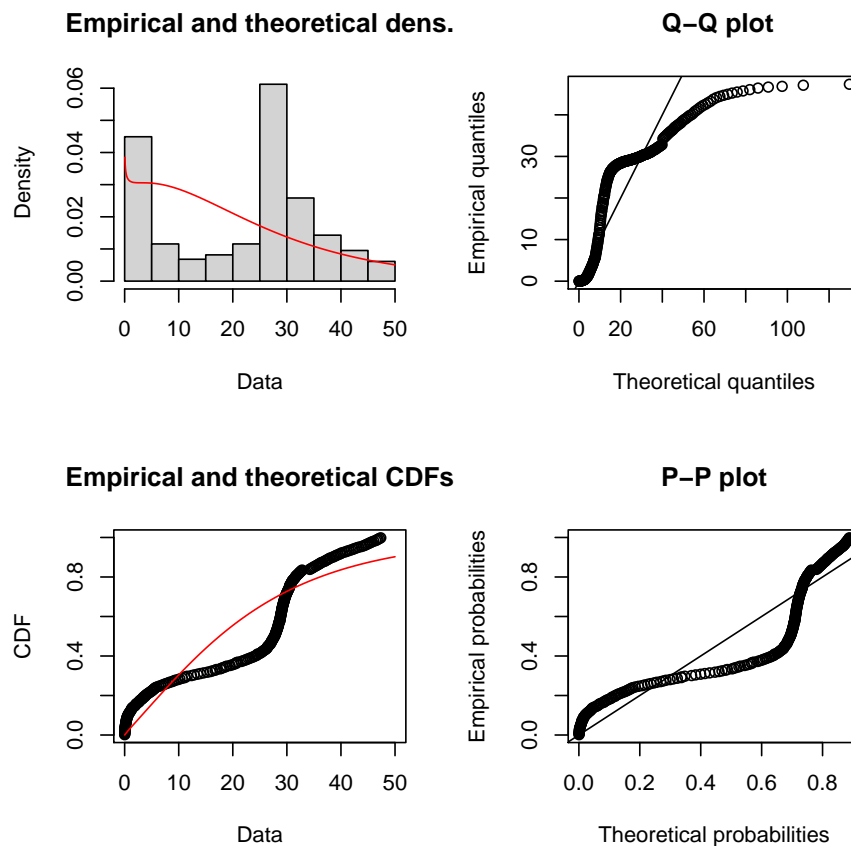 Empirical and theoretical dens.
Density
0.00 0.02 0.04 0.06
0 10 20 30 40 50
Data
Q−Q plot
Empirical quantiles
0 10 30
0 20 60 100
Theoretical quantiles
Empirical and theoretical CDFs
CDF
0.0 0.4 0.8
0 10 20 30 40 50
Data
P−P plot
Empirical probabilities
0.0 0.4 0.8
0.0 0.2 0.4 0.6 0.8
Theoretical probabilities